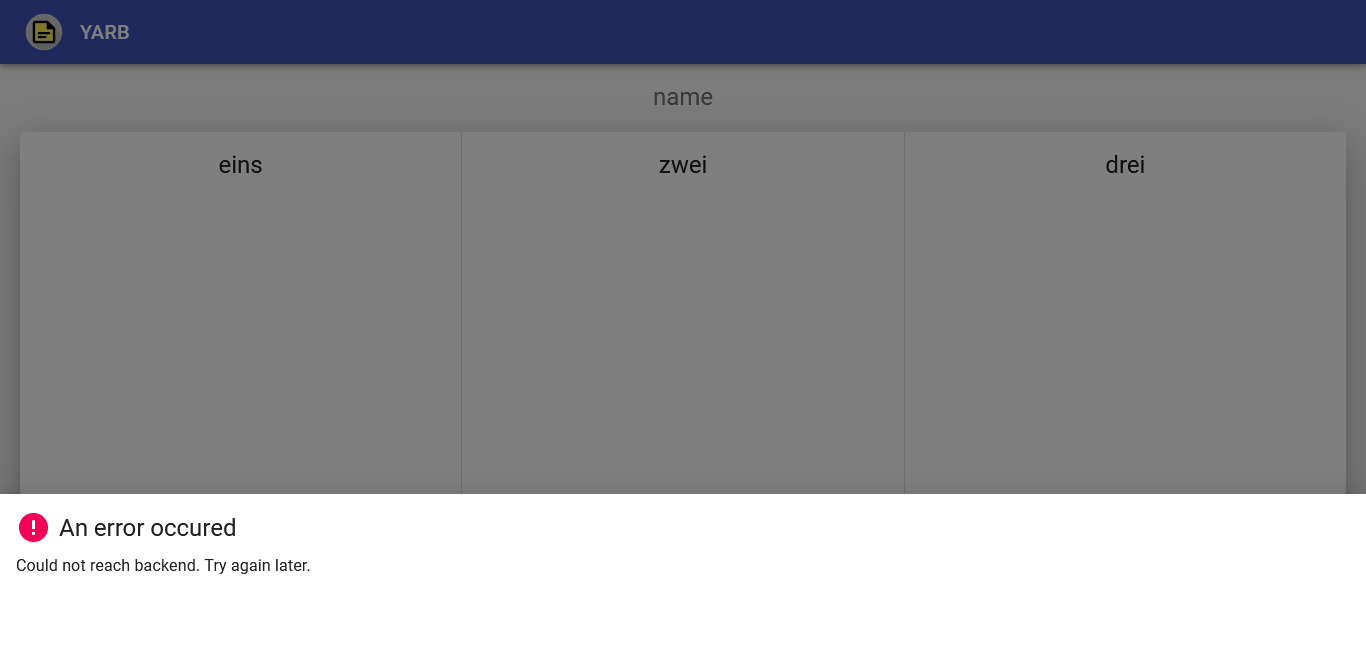 YARB
name
eins zwei drei
An error occured
Could not reach backend. Try again later.